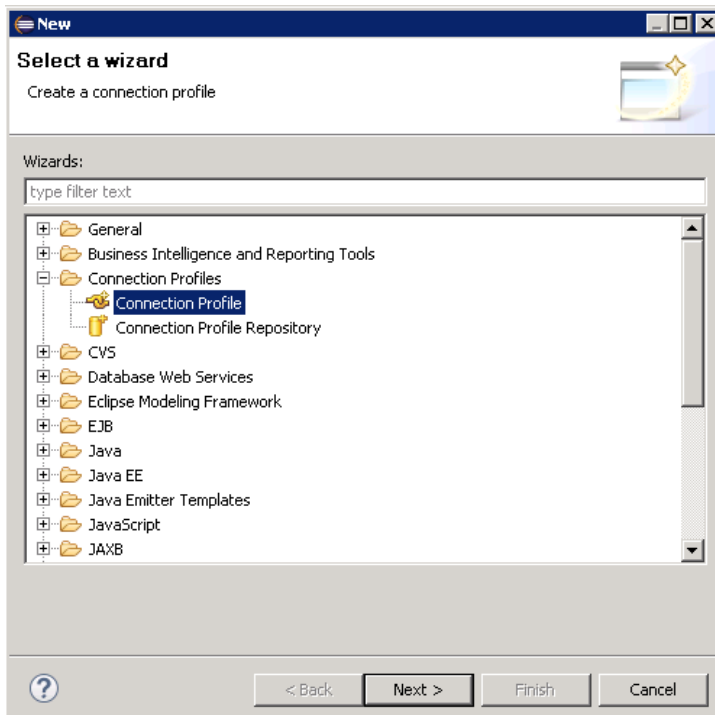 New
Select a wizard
Create a connection profile
Wizards:
type filter text
General
Business Intelligence and Reporting Tools
Connection Profiles
Connection Profile
Connection Profile Repository
CVS
Database Web Services
Eclipse Modeling Framework
EJB
Java
Java EE
Java Emitter Templates
JavaScript
JAXB
? < Back Next > Finish Cancel